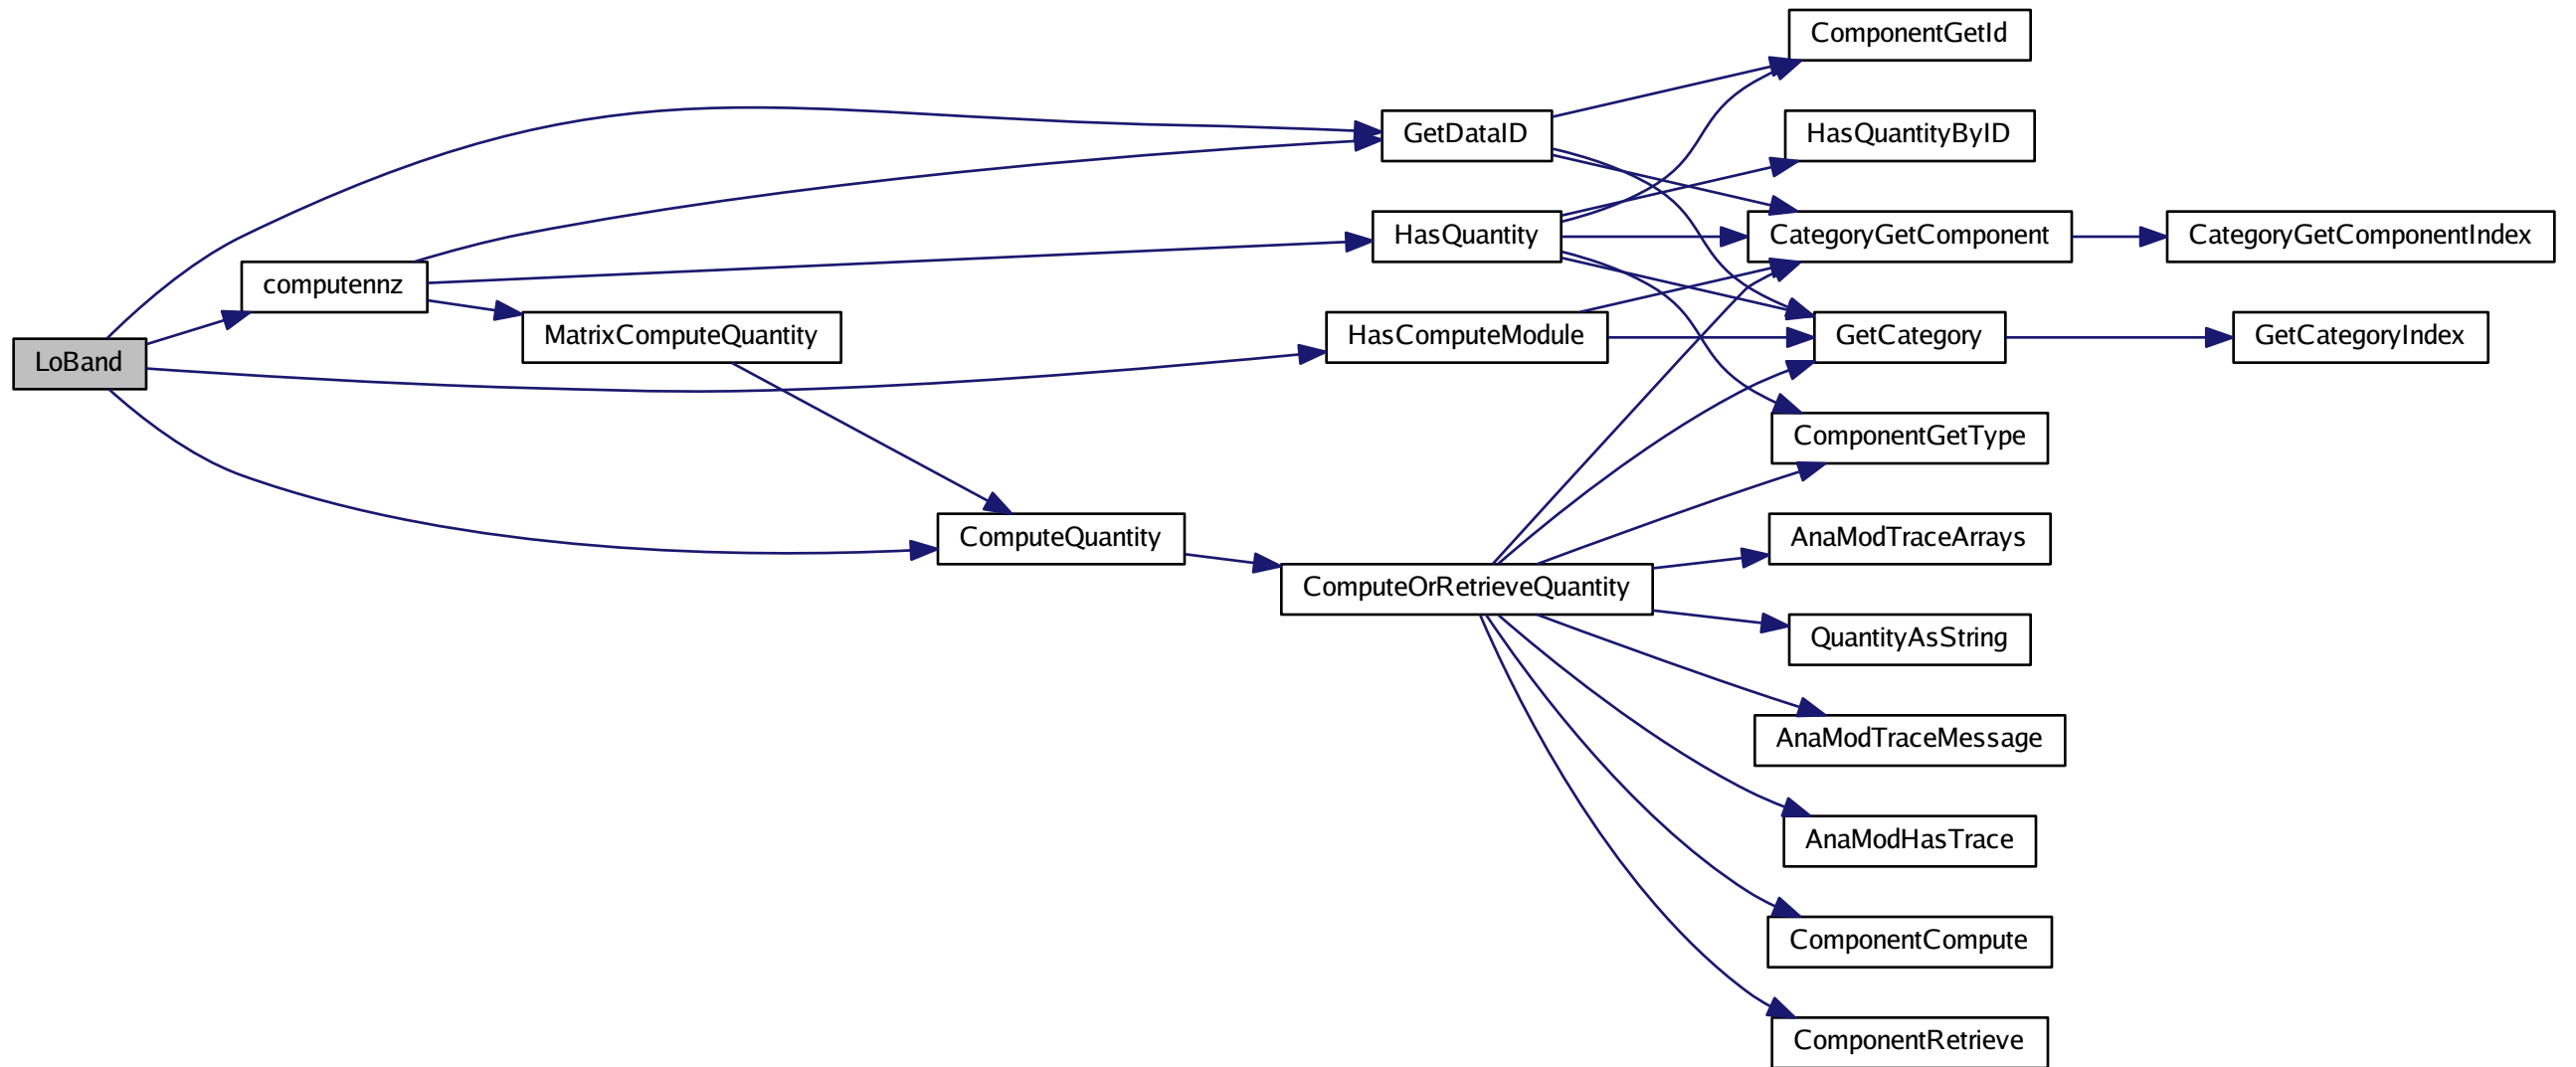 ComponentGetId
GetDataID
HasQuantityByID
HasQuantity
CategoryGetComponent
CategoryGetComponentIndex
computennz
MatrixComputeQuantity
HasComputeModule
GetCategory
GetCategoryIndex
LoBand
ComponentGetType
ComputeQuantity
AnaModTraceArrays
ComputeOrRetrieveQuantity
QuantityAsString
AnaModTraceMessage
AnaModHasTrace
ComponentCompute
ComponentRetrieve